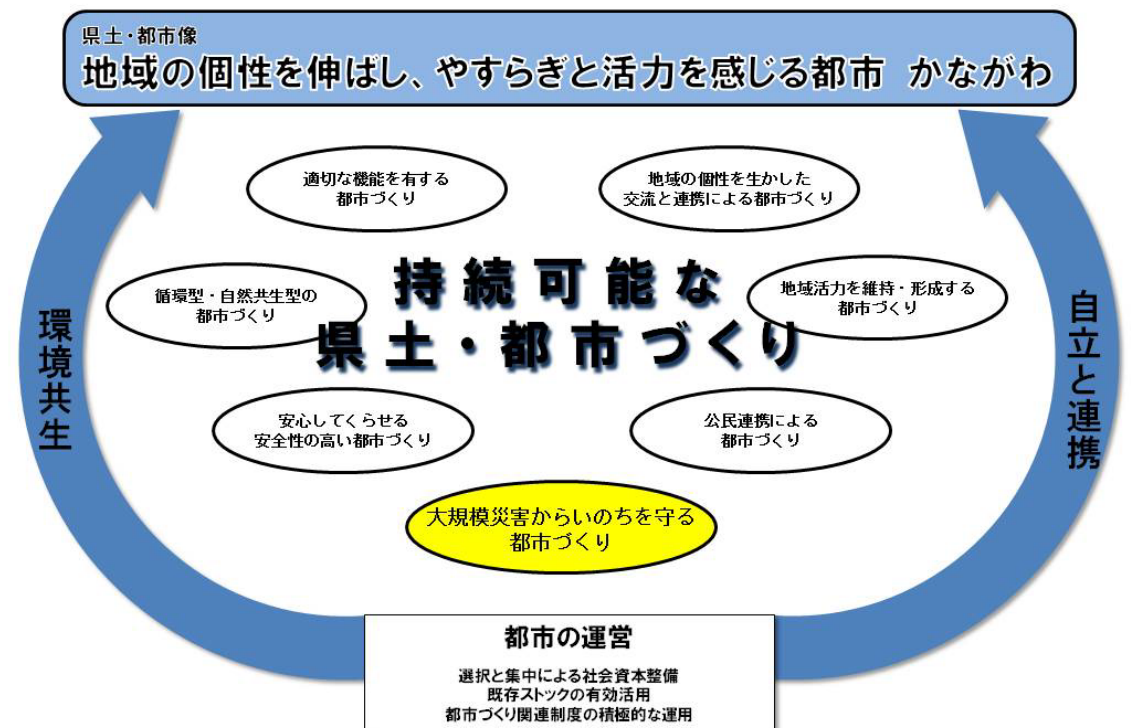 県土・都市像
地域の個性を伸ばし、やすらぎと活力を感じる都市　かながわ
適切な機能を有する
都市づくり
地域の個性を生かした
交流と連携による都市づくり
持続可能な
県土・都市づくり
循環型・自然共生型の
都市づくり
地域活力を維持・形成する
都市づくり
環境共生
自立と連携
安心してくらせる
安全性の高い都市づくり
公民連携による
都市づくり
大規模災害からいのちを守る
都市づくり
都市の運営
選択と集中による社会資本整備
既存ストックの有効活用
都市づくり関連制度の積極的な運用